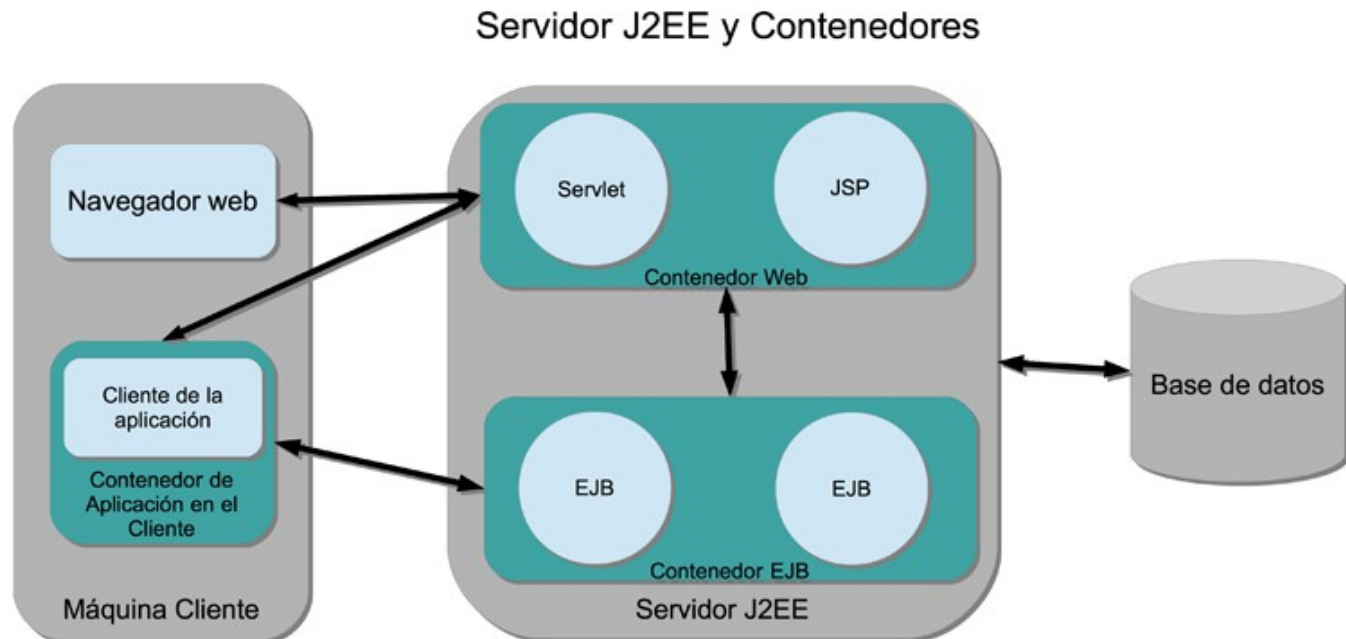 Servidor J2EE y Contenedores
Navegador web
Cliente de la
aplicación
Contenedor de
Aplicación en el
Cliente
Máquina Cliente
Servlet
JSP
Contenedor Web
EJB
EJB
Contenedor EJB
Servidor J2EE
Base de datos